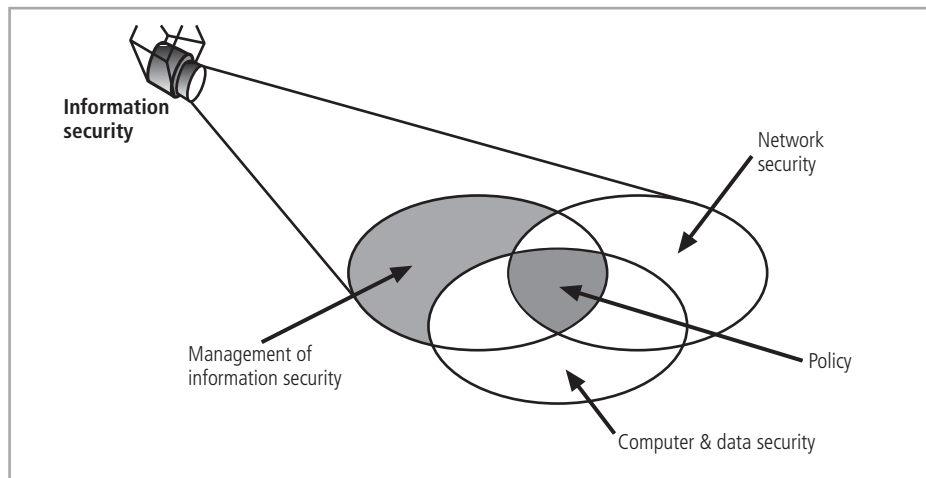 Information
security
Network
security
Management of
information security
Policy
Computer & data security